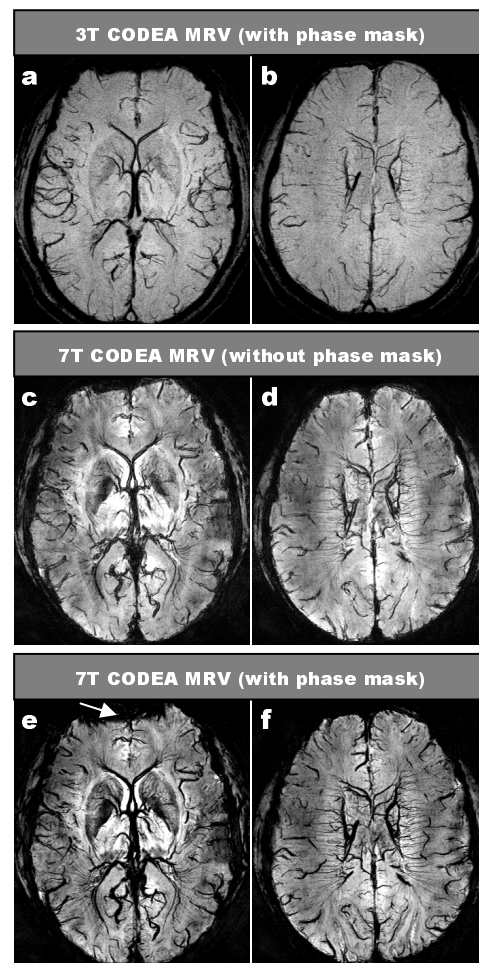 3T CODEA MRV (with phase mask)
a
b
7T CODEA MRV (without phase mask)
c
d
7T CODEA MRV (with phase mask)
e
f